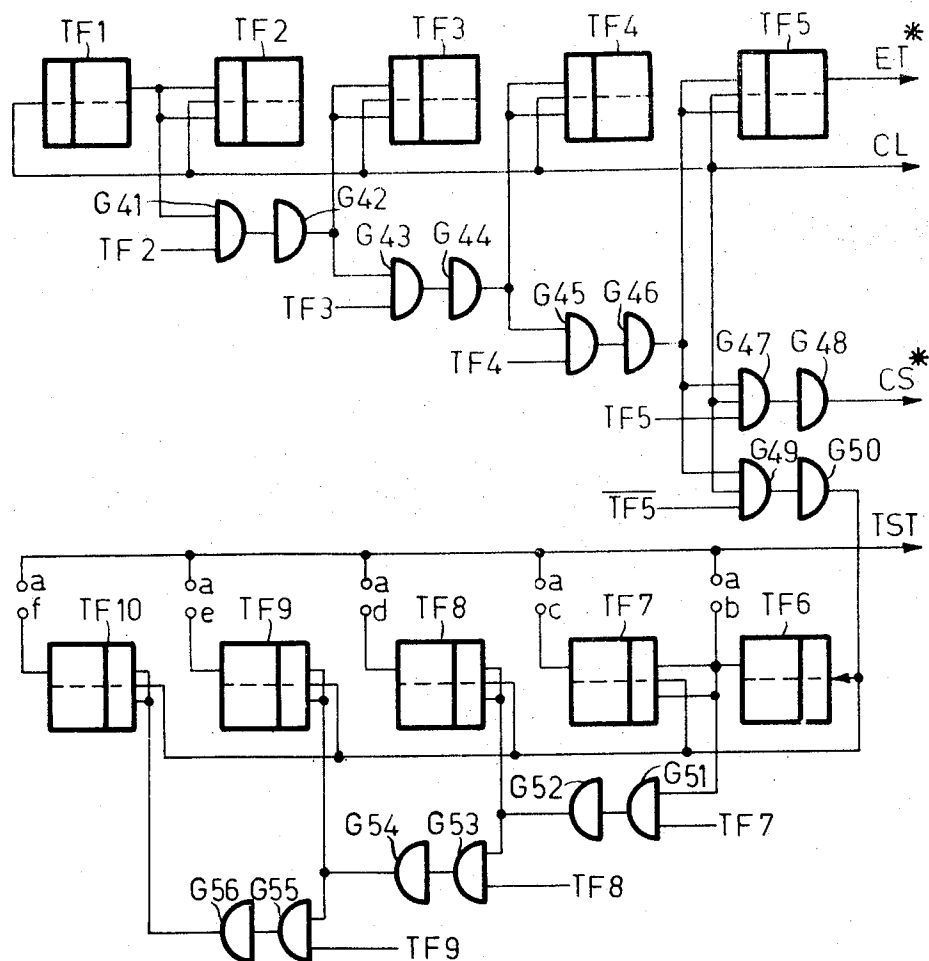 TF1 TF2 TF3 TF4 TF5 ET*
CL
G41 G42
TF2
G43 G44
TF3
G45 G46
TF4
G47 G48
CS*
TF5
G49 G50
TF5
TST
a a a a a
f e d c b
TF10 TF9 TF8 TF7 TF6
G52 G51
TF7
G54 G53
TF8
G56 G55
TF9